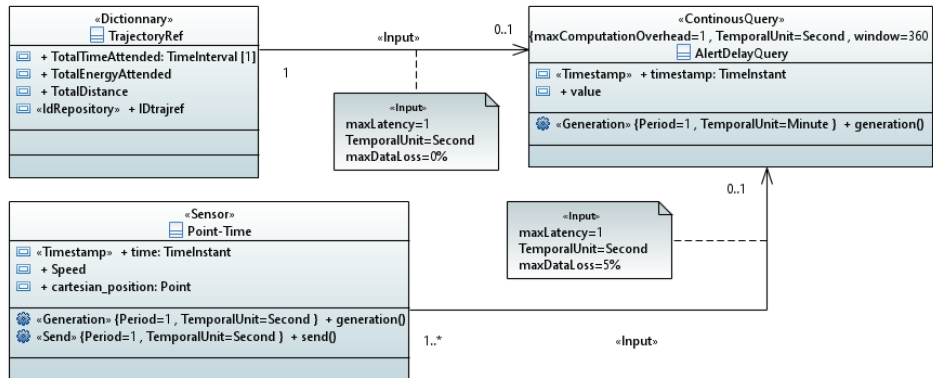 «Dictionnary»
TrajectoryRef
+ TotalTimeAttended: TimeInterval [1]
+ TotalEnergyAttended
+ TotalDistance
«IdRepository» + IDtrajref
«Input»
0..1
1
«Input»
maxLatency=1
TemporalUnit=Second
maxDataLoss=0%
«ContinousQuery»
{maxComputationOverhead=1 , TemporalUnit=Second , window=360
AlertDelayQuery
«Timestamp» + timestamp: TimeInstant
+ value
«Generation» {Period=1 , TemporalUnit=Minute } + generation()
0..1
«Input»
maxLatency=1
TemporalUnit=Second
maxDataLoss=5%
«Sensor»
Point-Time
«Timestamp» + time: TimeInstant
+ Speed
+ cartesian_position: Point
«Generation» {Period=1 , TemporalUnit=Second } + generation()
«Send» {Period=1 , TemporalUnit=Second } + send()
1..*
«Input»